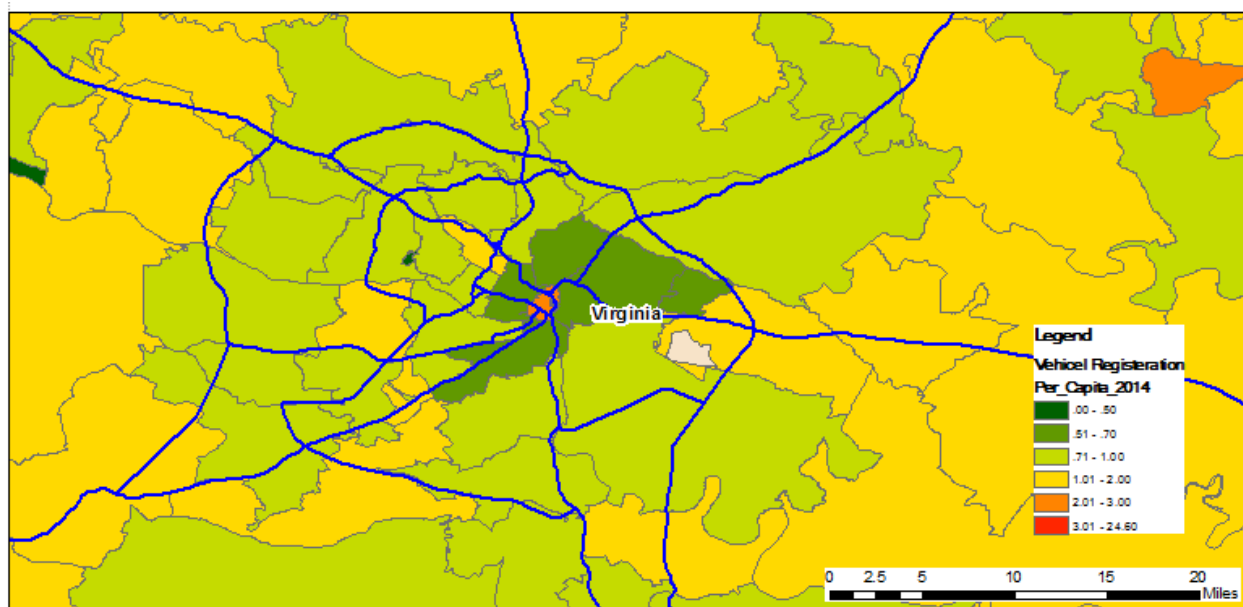 Virginia
Legend
Vehicel Registeration
Per_Capita_2014
.00 - .50
.51 - .70
.71 - 1.00
1.01 - 2.00
2.01 - 3.00
3.01 - 24.60
0 2.5 5 10 15 20
Miles